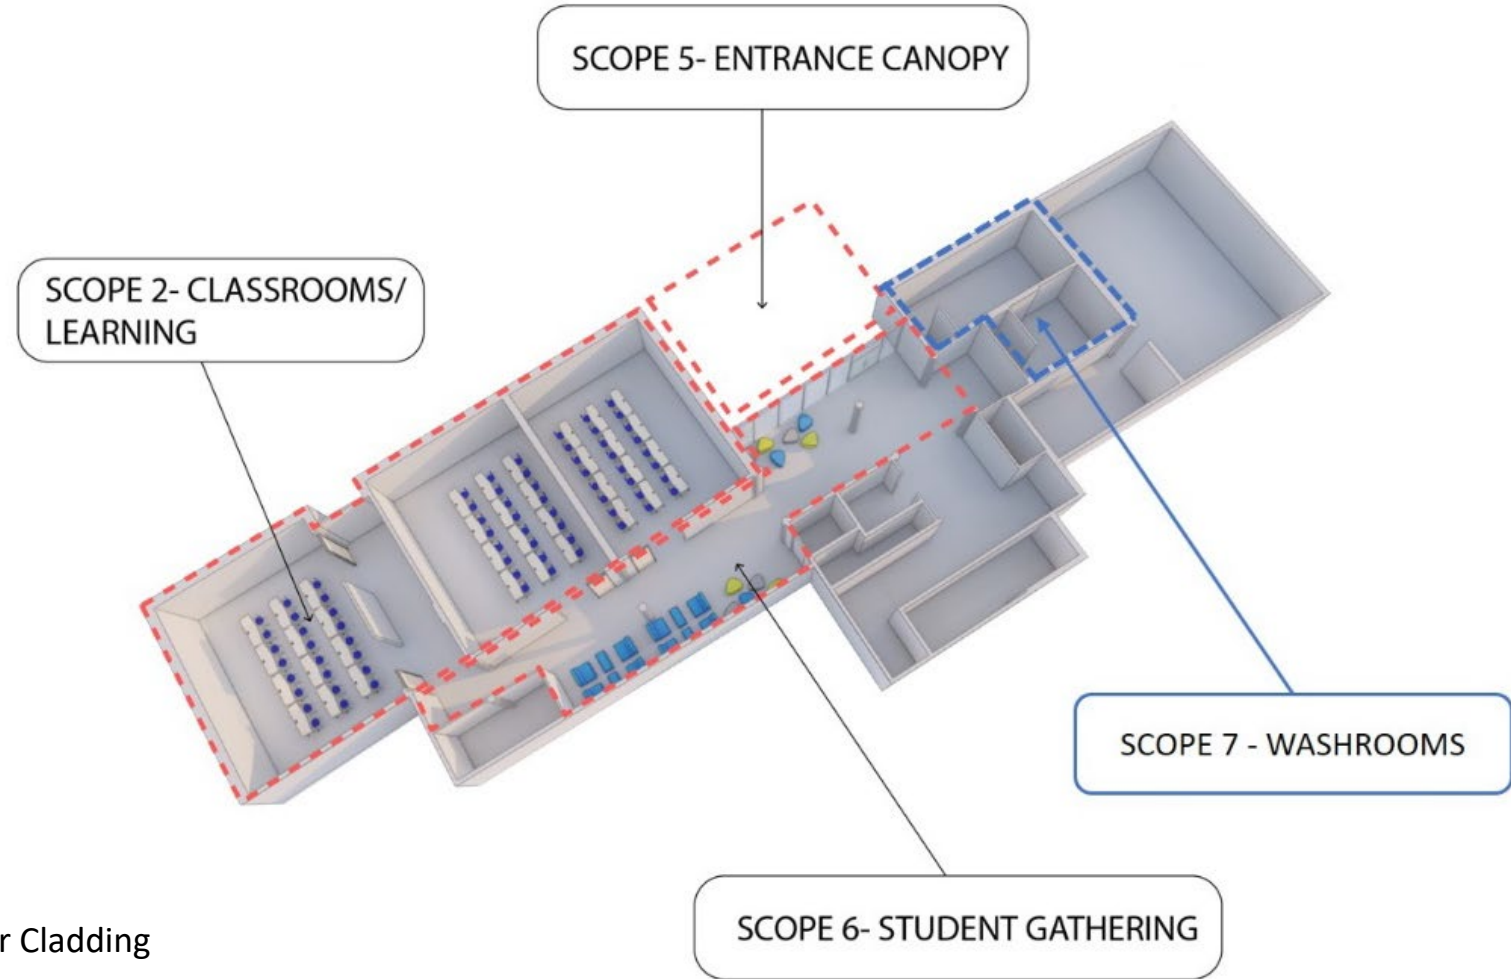 SCOPE 5- ENTRANCE CANOPY
SCOPE 2- CLASSROOMS/
LEARNING
SCOPE 7 - WASHROOMS
SCOPE 6- STUDENT GATHERING
r Cladding